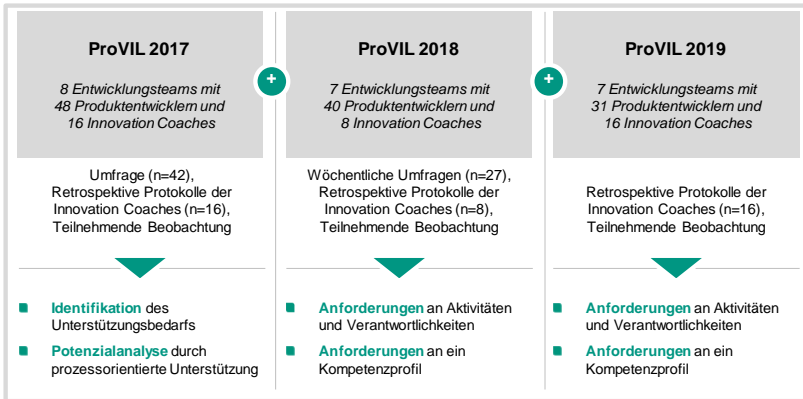 ProVIL 2017
8 Entwicklungsteams mit
48 Produktentwicklern und
16 Innovation Coaches
Umfrage (n=42),
Retrospektive Protokolle der
Innovation Coaches (n=16),
Teilnehmende Beobachtung
Identifikation des
Unterstützungsbedarfs
Potenzialanalyse durch
prozessorientierte Unterstützung
+
ProVIL 2018
7 Entwicklungsteams mit
40 Produktentwicklern und
8 Innovation Coaches
Wöchentliche Umfragen (n=27),
Retrospektive Protokolle der
Innovation Coaches (n=8),
Teilnehmende Beobachtung
Anforderungen an Aktivitäten
und Verantwortlichkeiten
Anforderungen an ein
Kompetenzprofil
+
ProVIL 2019
7 Entwicklungsteams mit
31 Produktentwicklern und
16 Innovation Coaches
Retrospektive Protokolle der
Innovation Coaches (n=16),
Teilnehmende Beobachtung
Anforderungen an Aktivitäten
und Verantwortlichkeiten
Anforderungen an ein
Kompetenzprofil